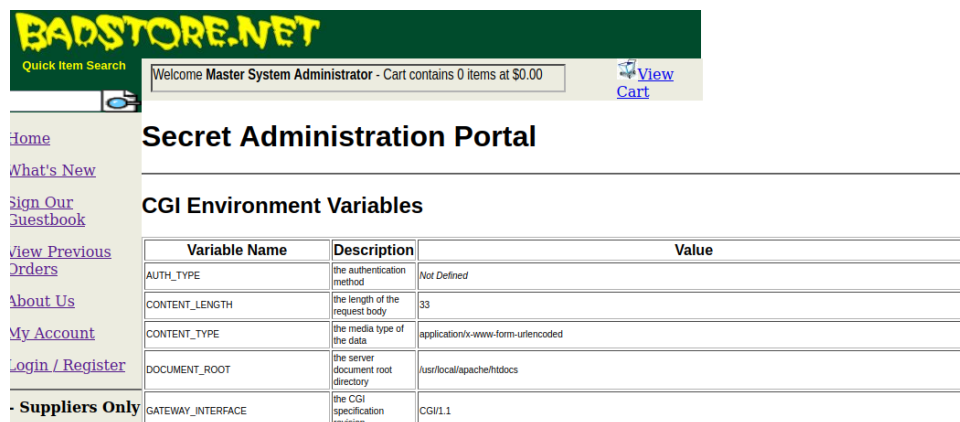 BADSTORE.NET
Quick Item Search
Welcome Master System Administrator - Cart contains 0 items at $0.00
View
Cart
Home
What's New
Sign Our
Guestbook
View Previous
Orders
About Us
My Account
Login / Register
- Suppliers Only
Secret Administration Portal
CGI Environment Variables
Variable Name Description Value
AUTH_TYPE the authentication
method Not Defined
CONTENT_LENGTH the length of the
request body 33
CONTENT_TYPE the media type of
the data application/x-www-form-urlencoded
DOCUMENT_ROOT the server
document root
directory /usr/local/apache/htdocs
GATEWAY_INTERFACE the CGI
specification
revision CGI/1.1